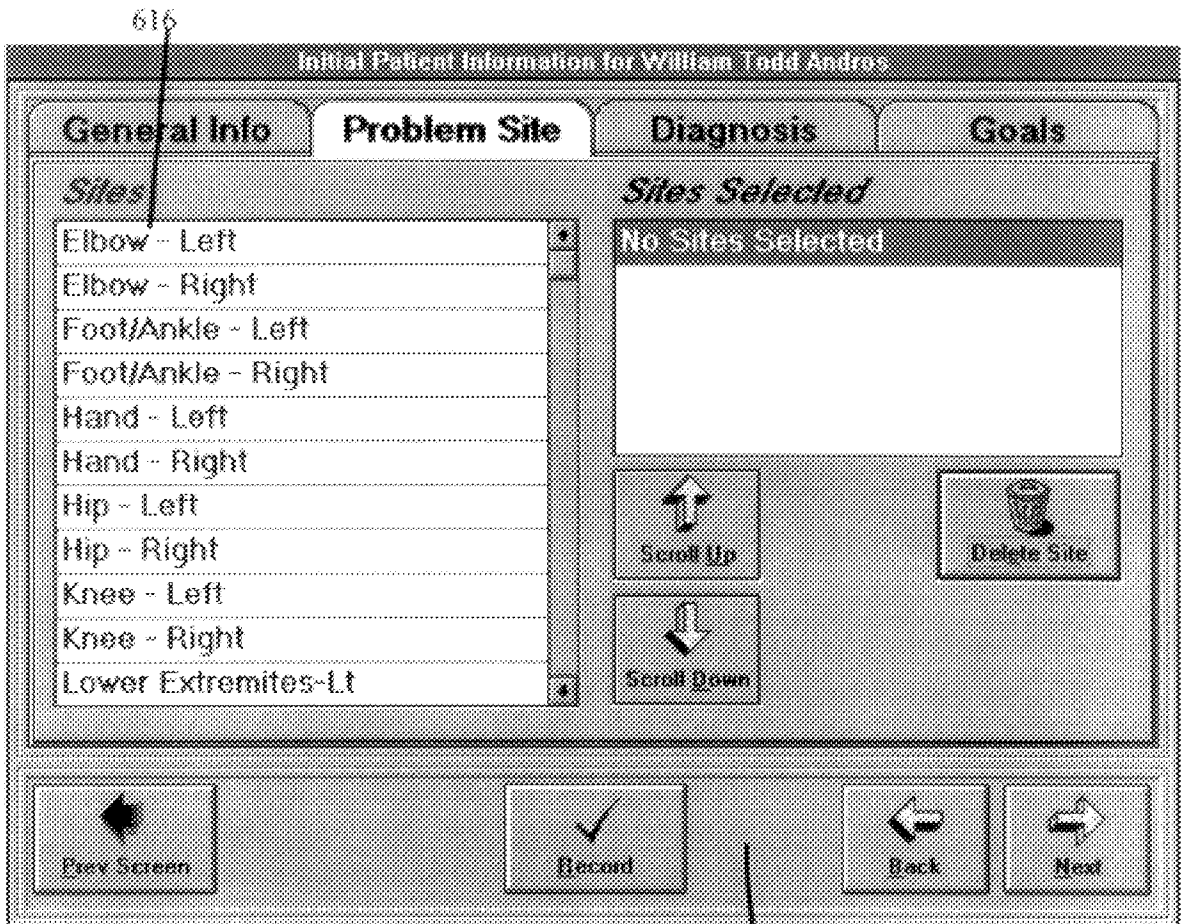 616
Initial Patient Information for William Todd Andros
General Info Problem Site Diagnosis Goals
Sites
Elbow - Left
Elbow - Right
Foot/Ankle - Left
Foot/Ankle - Right
Hand - Left
Hand - Right
Hip - Left
Hip - Right
Knee - Left
Knee - Right
Lower Extremites-Lt
Sites Selected
No Sites Selected
Scroll Up
Delete Site
Scroll Down
Prev Screen
Record
Back
Next